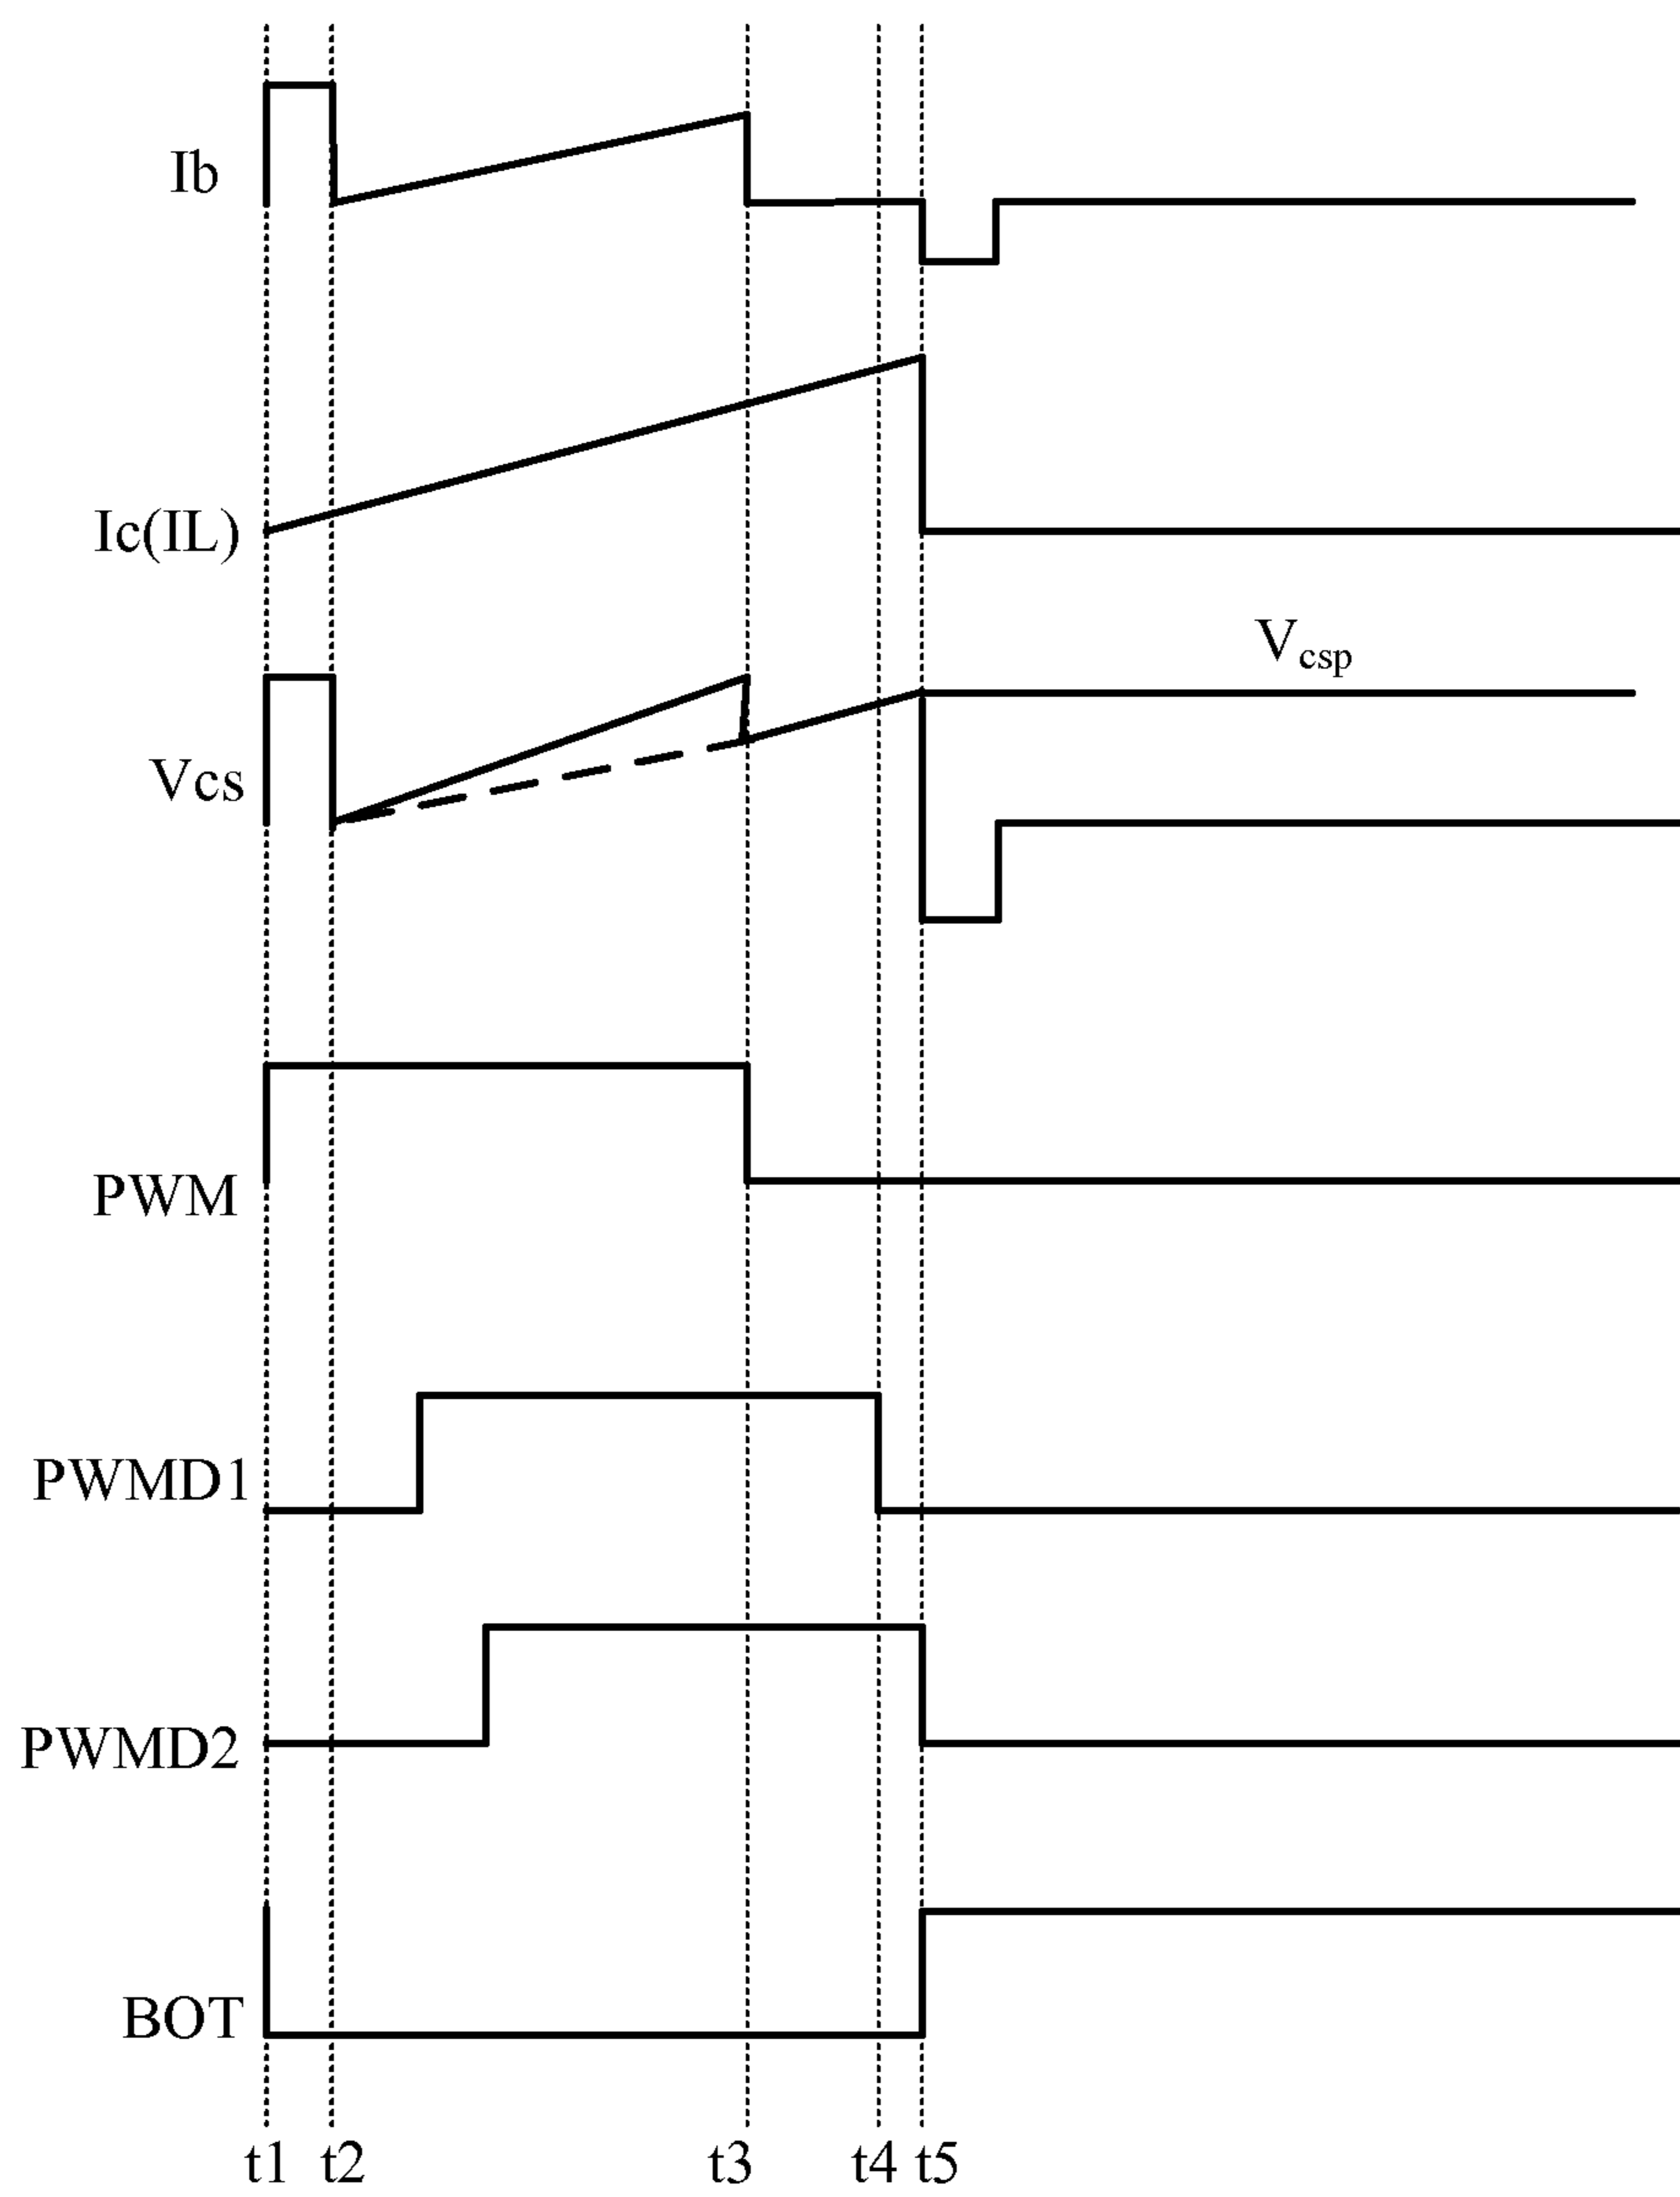 Ib
Ic(IL)
Vcsp
Vcs
PWM
PWMD1
PWMD2
BOT
t1 t2 t3 t4 t5